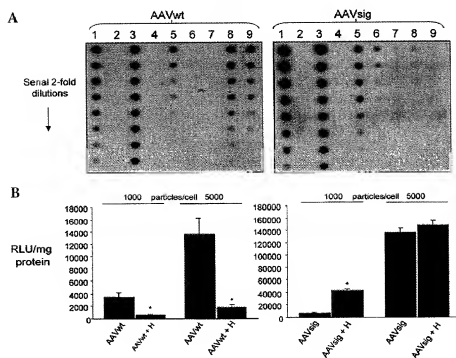 A
AAVwt
AAVsig
1 2 3 4 5 6 7 8 9
1 2 3 4 5 6 7 8 9
Serial 2-fold
dilutions
B
1000 particles/cell 5000
1000 particles/cell 5000
RLU/mg
protein
16000
14000
12000
10000
8000
6000
4000
2000
0
*
*
AAVwt
AAVwt + H
AAVwt
AAVwt + H
160000
140000
120000
100000
80000
60000
40000
20000
0
*
AAVsig
AAVsig + H
AAVsig
AAVsig + H